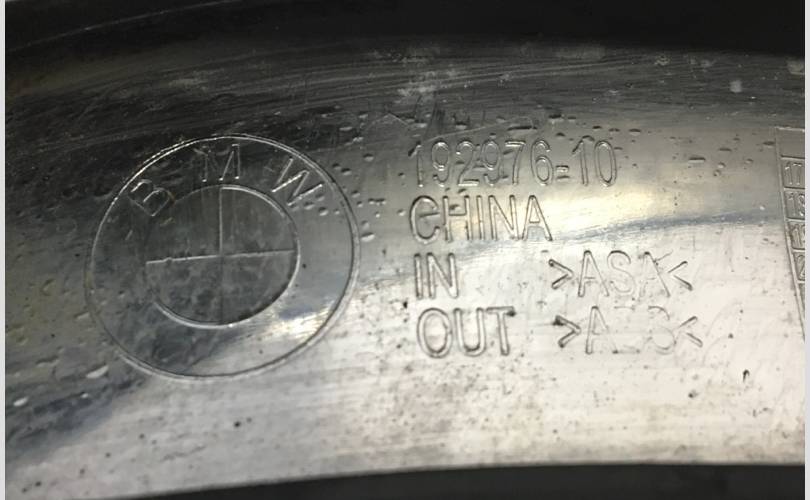 BMW
192976-10
CHINA
IN >ASA<
OUT